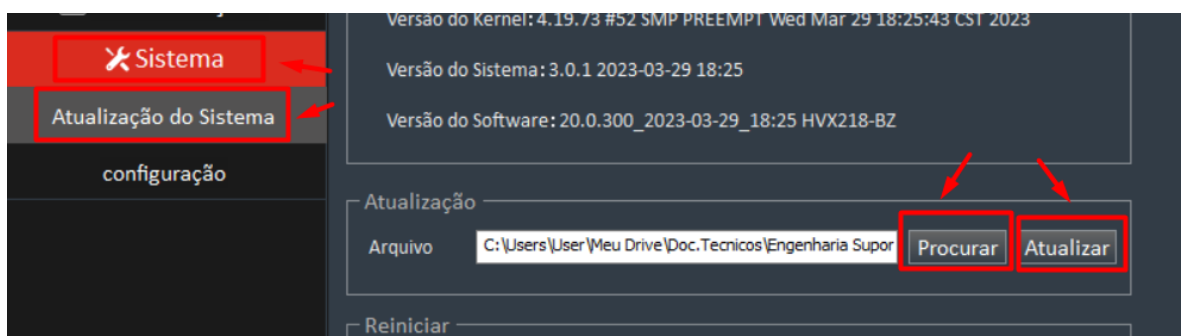 Versão do Kernel: 4.19.73 #52 SMP PREEMPT Wed Mar 29 18:25:43 CST 2023
Sistema
Versão do Sistema: 3.0.1 2023-03-29 18:25
Atualização do Sistema
Versão do Software: 20.0.300_2023-03-29_18:25 HVX218-BZ
configuração
Atualização
Arquivo C:\Users\User\Meu Drive\Doc.Tecnicos\Engenharia Supor Procurar Atualizar
Reiniciar